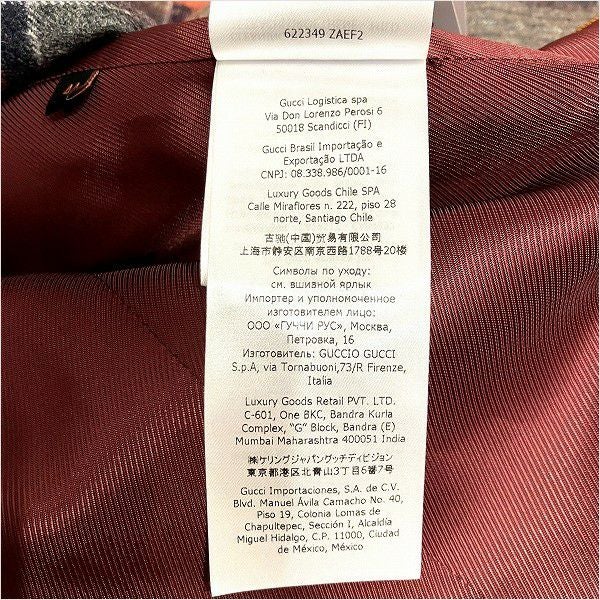 622349 ZAEF2
Gucci Logistica spa
Via Don Lorenzo Perosi 6
50018 Scandicci (FI)
Gucci Brasil Importação e
Exportação LTDA
CNPJ: 08.338.986/0001-16
Luxury Goods Chile SPA
Calle Miraflores n. 222, piso 28
norte, Santiago Chile
古驰(中国)贸易有限公司
上海市静安区南京西路1788号20楼
Символы по уходу:
см. вшивной ярлык
Импортер и уполномоченное
изготовителем лицо:
ООО «ГУЧЧИ РУС», Москва,
Петровка, 16
Изготовитель: GUCCIO GUCCI
S.p.A, via Tornabuoni,73/R Firenze,
Italia
Luxury Goods Retail PVT. LTD.
C-601, One BKC, Bandra Kurla
Complex, "G" Block, Bandra (E)
Mumbai Maharashtra 400051 India
㈱ケリングジャパングッチディビジョン
東京都港区北青山3丁目6番7号
Gucci Importaciones, S.A. de C.V.
Blvd. Manuel Ávila Camacho No. 40,
Piso 19, Colonia Lomas de
Chapultepec, Sección I, Alcaldía
Miguel Hidalgo, C.P. 11000, Ciudad
de México, México